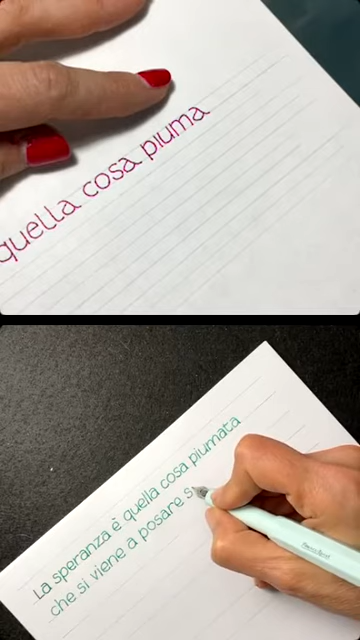 quella cosa piuma
La speranza è quella cosa piumata
che si viene a posare s